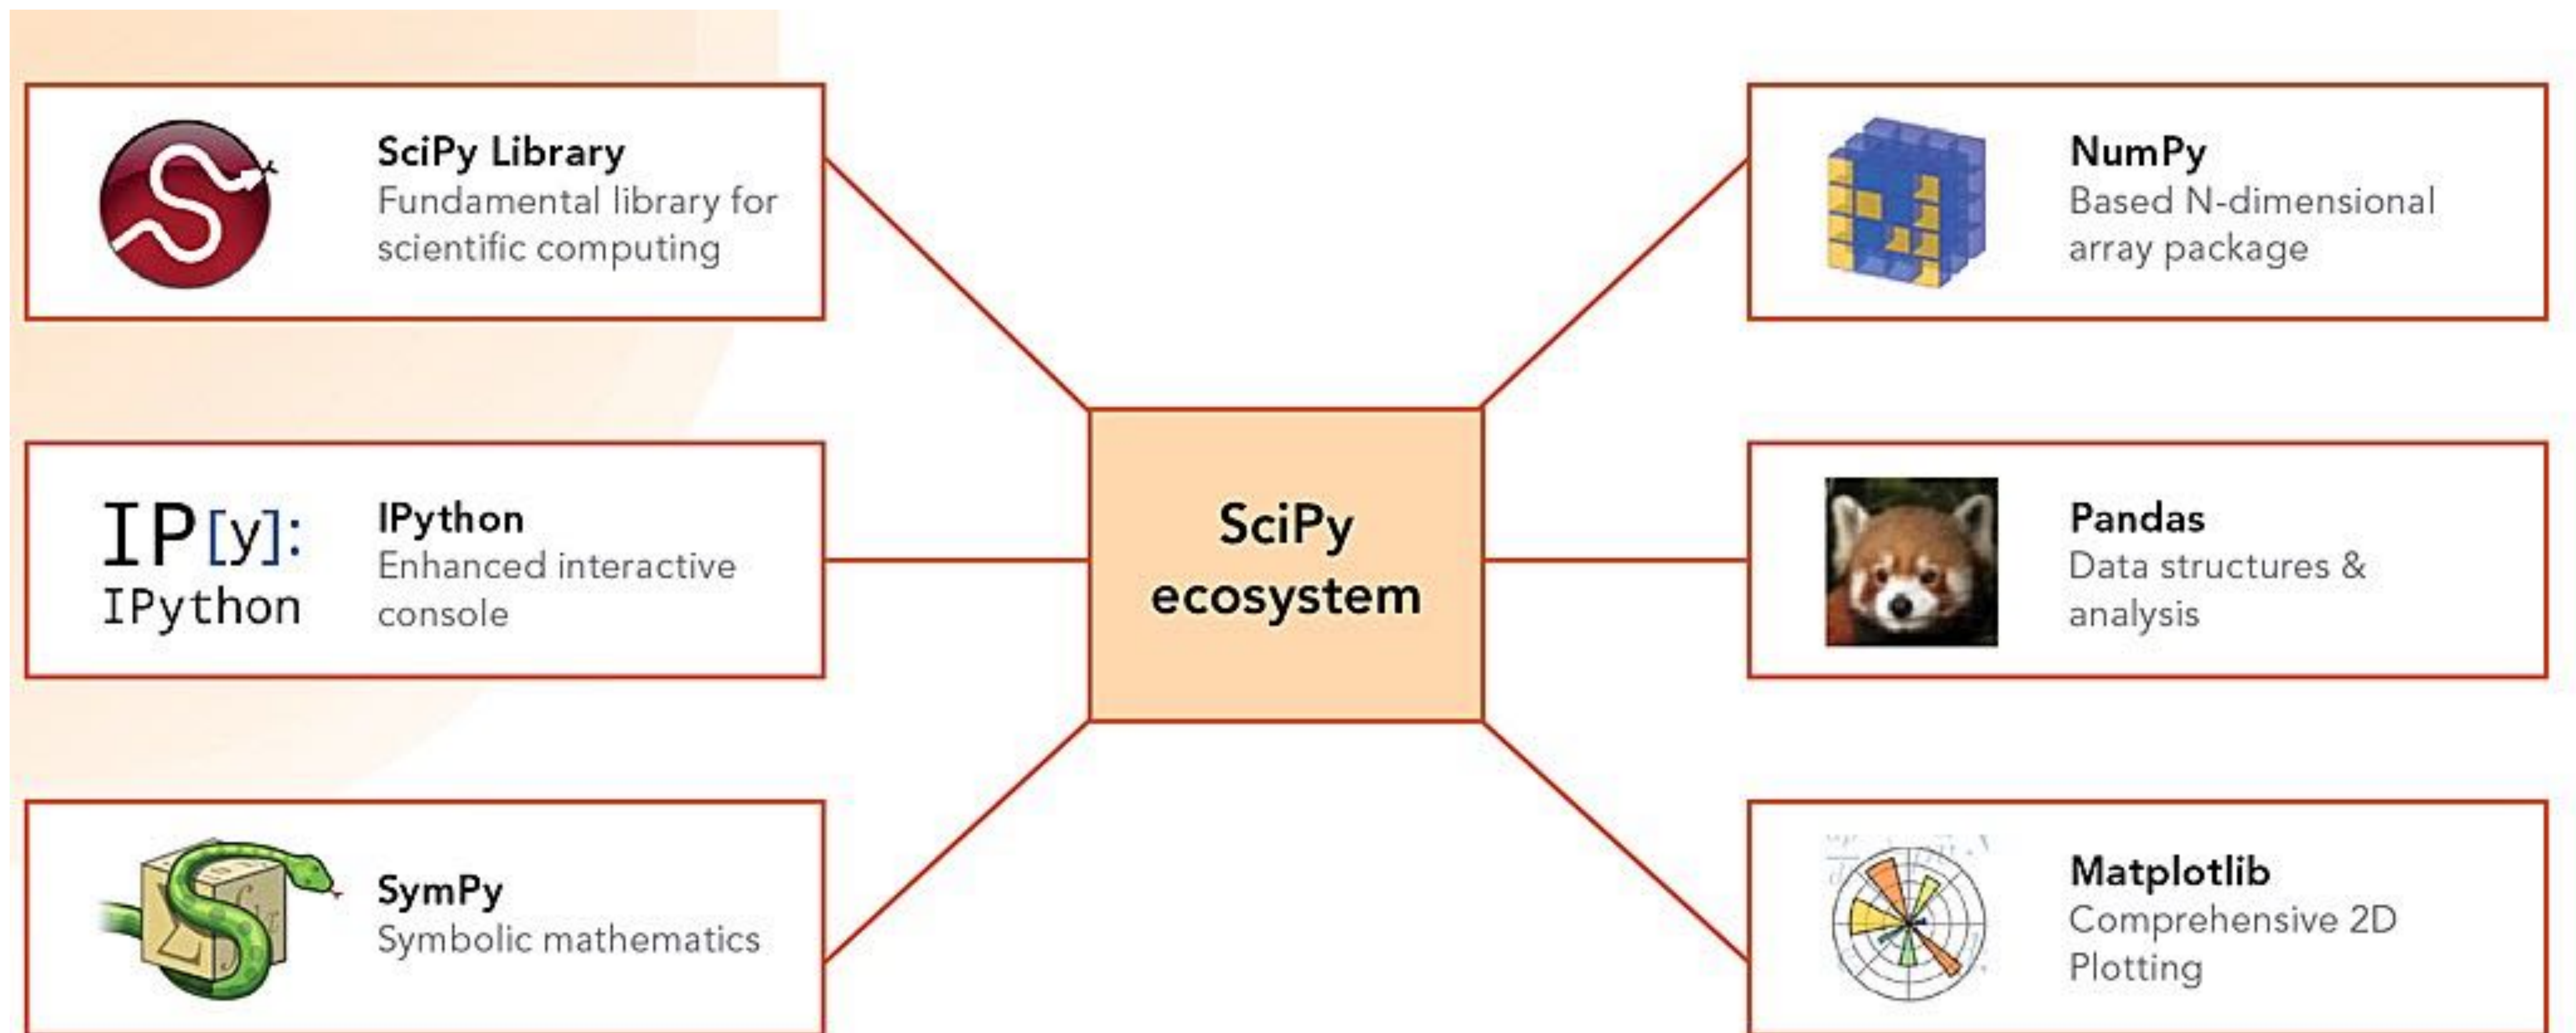 SciPy Library
Fundamental library for
scientific computing
IP[y]:
IPython
IPython
Enhanced interactive
console
SymPy
Symbolic mathematics
SciPy
ecosystem
NumPy
Based N-dimensional
array package
Pandas
Data structures &
analysis
Matplotlib
Comprehensive 2D
Plotting